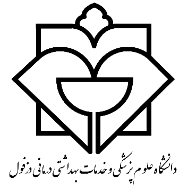 دانشگاه علوم پزشکی و خدمات بهداشتی درمانی دزفول